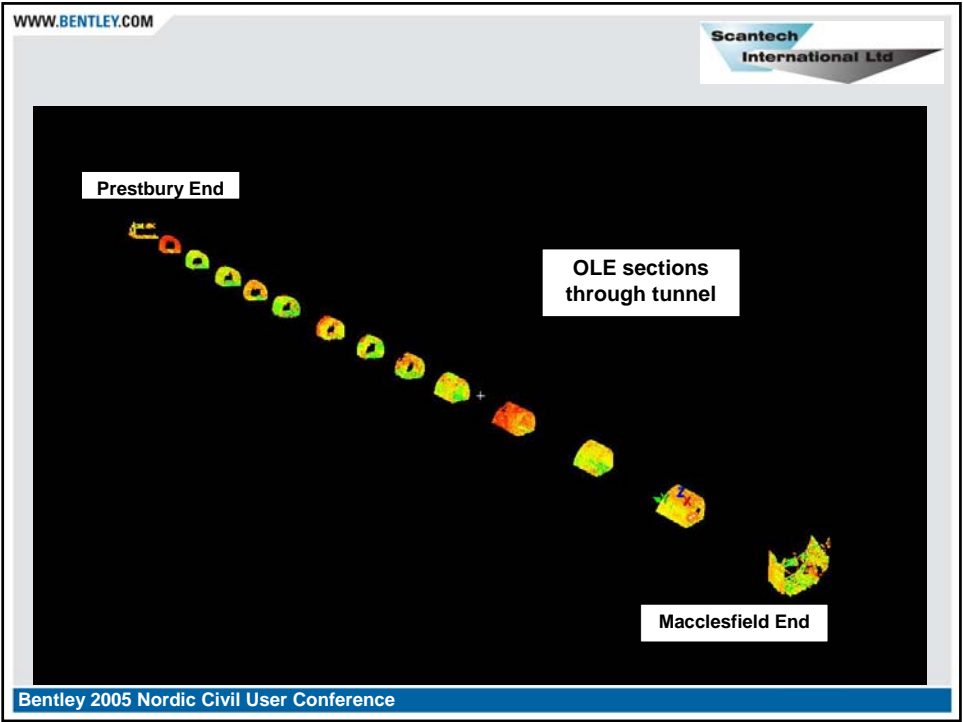 WWW.BENTLEY.COM
Scantech
International Ltd
Prestbury End
OLE sections
through tunnel
Z
X
Macclesfield End
Bentley 2005 Nordic Civil User Conference